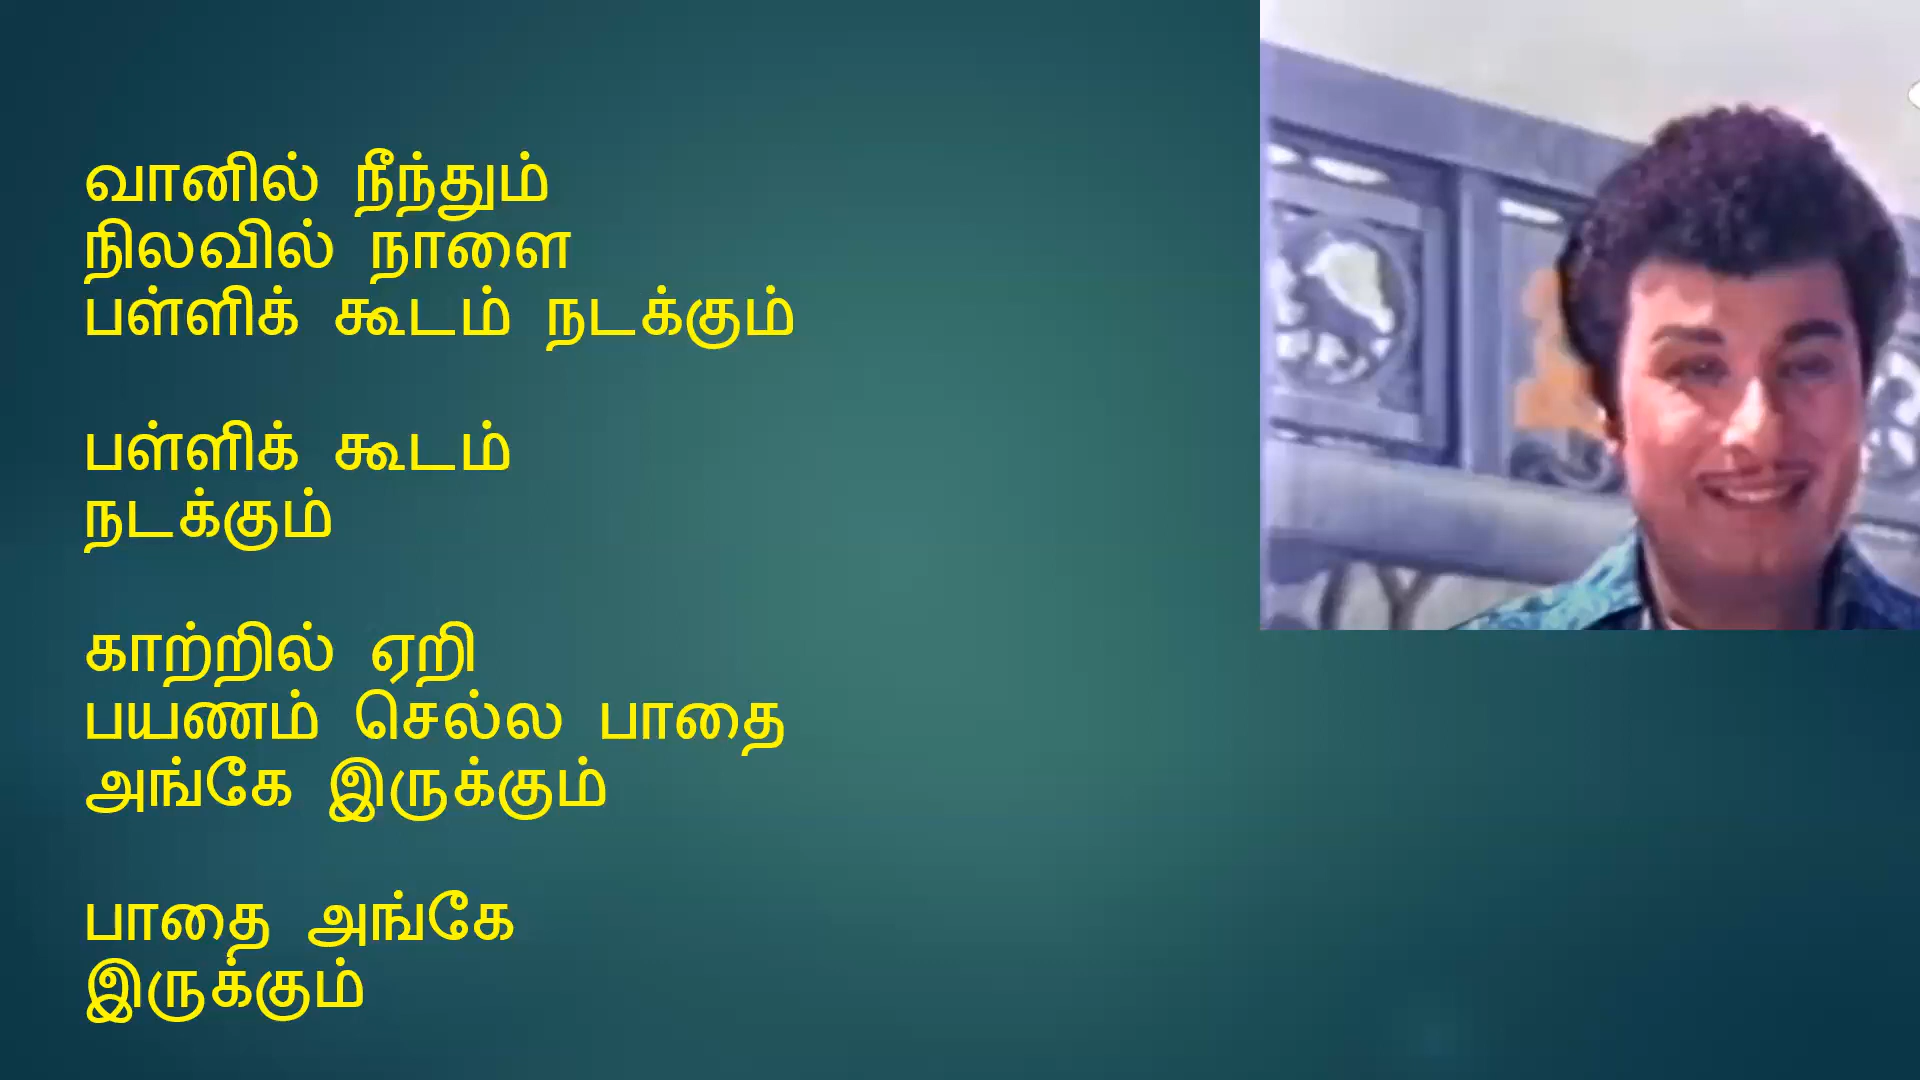 வானில் நீந்தும்
நிலவில் நாளை
பள்ளிக் கூடம் நடக்கும்
பள்ளிக் கூடம்
நடக்கும்
காற்றில் ஏறி
பயணம் செல்ல பாதை
அங்கே இருக்கும்
பாதை அங்கே
இருக்கும்